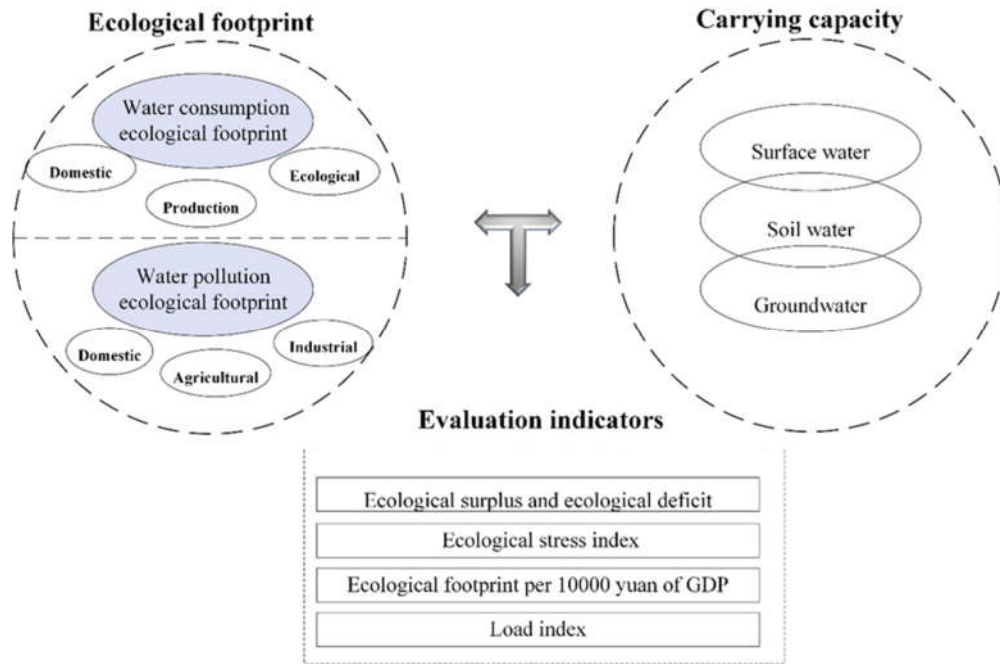 Ecological footprint
Water consumption
ecological footprint
Domestic
Ecological
Production
Water pollution
ecological footprint
Domestic
Industrial
Agricultural
Carrying capacity
Surface water
Soil water
Groundwater
Evaluation indicators
Ecological surplus and ecological deficit
Ecological stress index
Ecological footprint per 10000 yuan of GDP
Load index